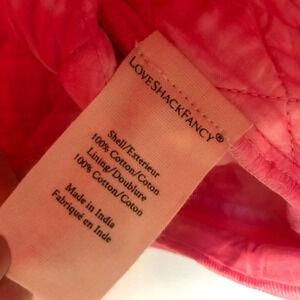 LOVESHACKFANCY®
Shell/Exterieur
100% Cotton/Coton
Lining/Doublure
100% Cotton/Coton
Made in India
Fabriqué en Inde